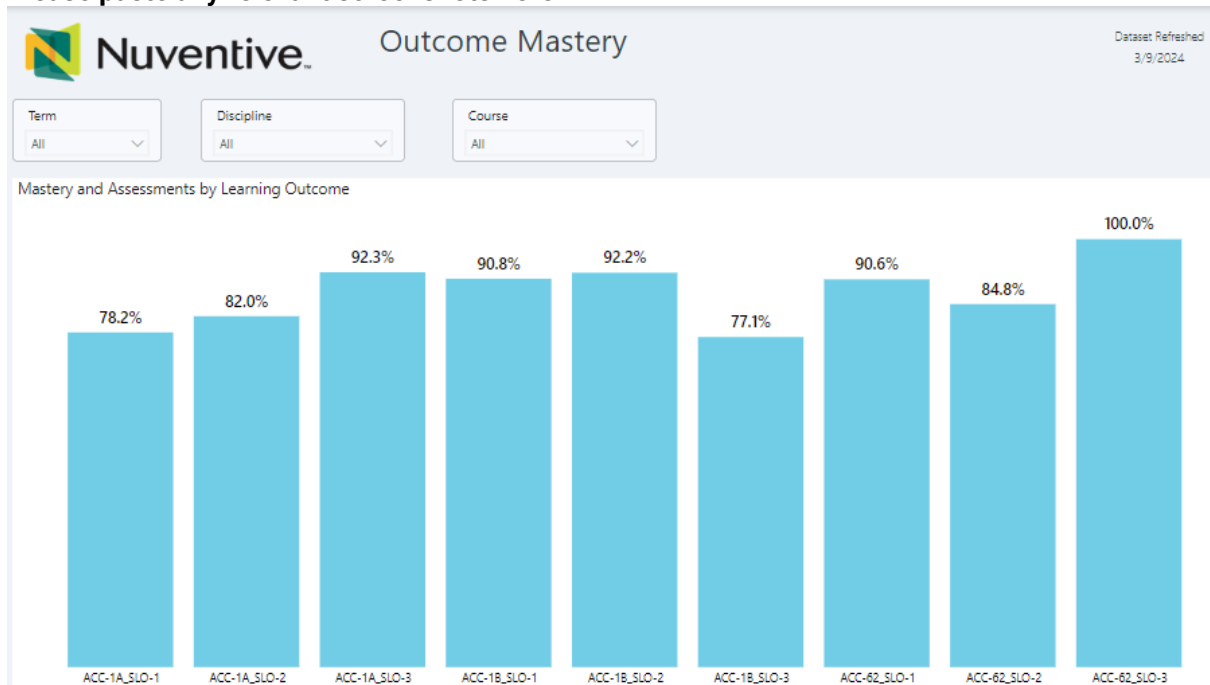 Nuventive
Outcome Mastery
Dataset Refreshed
3/9/2024
Term
All
Discipline
All
Course
All
Mastery and Assessments by Learning Outcome
78.2%
82.0%
92.3%
90.8%
92.2%
77.1%
90.6%
84.8%
100.0%
ACC-1A_SLO-1
ACC-1A_SLO-2
ACC-1A_SLO-3
ACC-1B_SLO-1
ACC-1B_SLO-2
ACC-1B_SLO-3
ACC-62_SLO-1
ACC-62_SLO-2
ACC-62_SLO-3